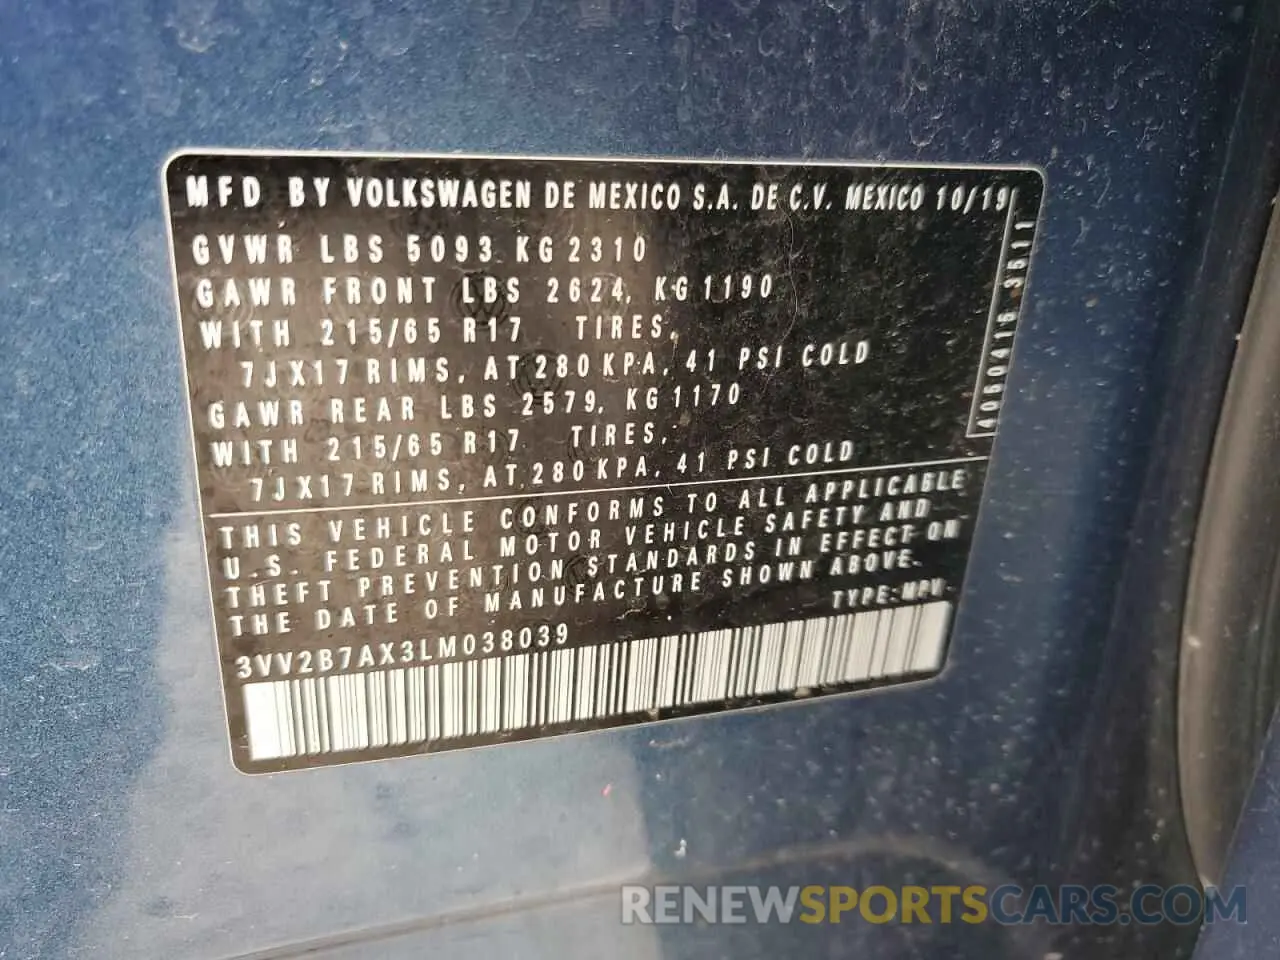 MFD BY VOLKSWAGEN DE MEXICO S.A. DE C.V. MEXICO 10/19
GVWR LBS 5093 KG 2310
GAWR FRONT LBS 2624, KG 1190
WITH 215/65 R17 TIRES,
7JX17 RIMS, AT 280 KPA, 41 PSI COLD
GAWR REAR LBS 2579, KG 1170
WITH 215/65 R17 TIRES,
7JX17 RIMS, AT 280 KPA, 41 PSI COLD
4050415 3511
THIS VEHICLE CONFORMS TO ALL APPLICABLE
U.S. FEDERAL MOTOR VEHICLE SAFETY AND
THEFT PREVENTION STANDARDS IN EFFECT ON
THE DATE OF MANUFACTURE SHOWN ABOVE.
TYPE: MPV
3VV2B7AX3LM038039
RENEWSPORTSCARS.COM